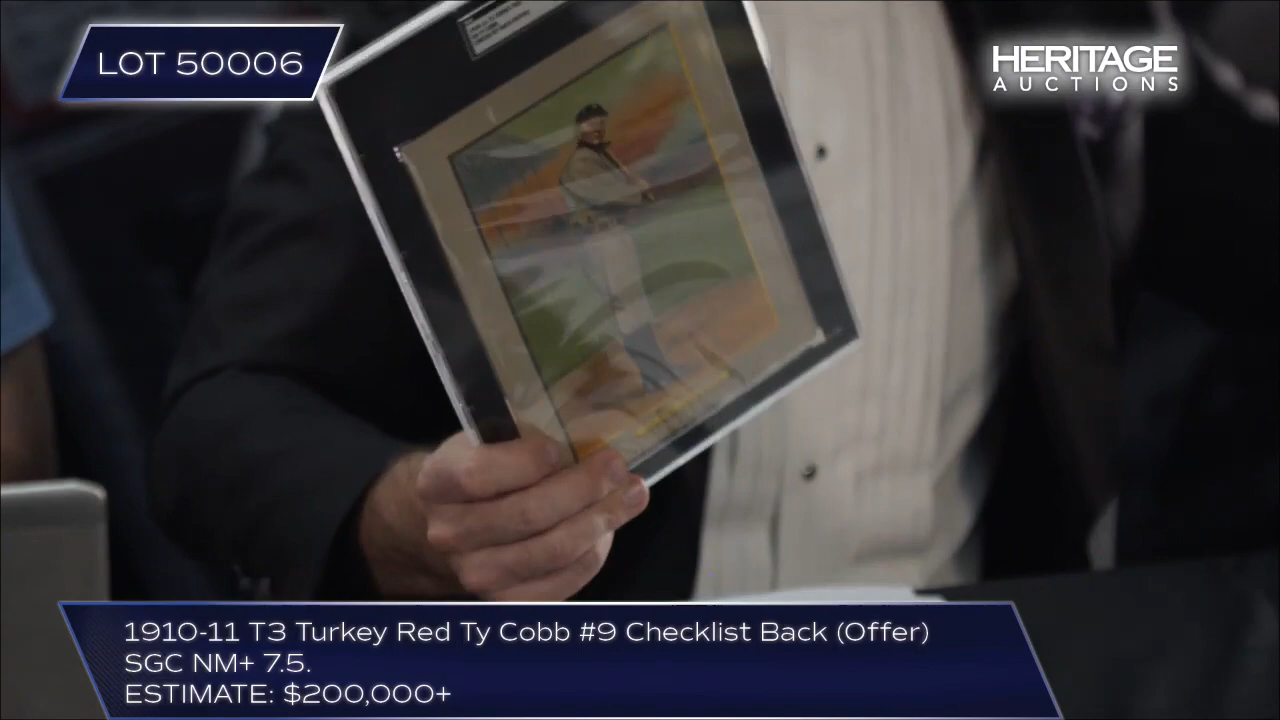 LOT 50006
HERITAGE
AUCTIONS
1910-11 T3 Turkey Red Ty Cobb #9 Checklist Back (Offer)
SGC NM+ 7.5.
ESTIMATE: $200,000+